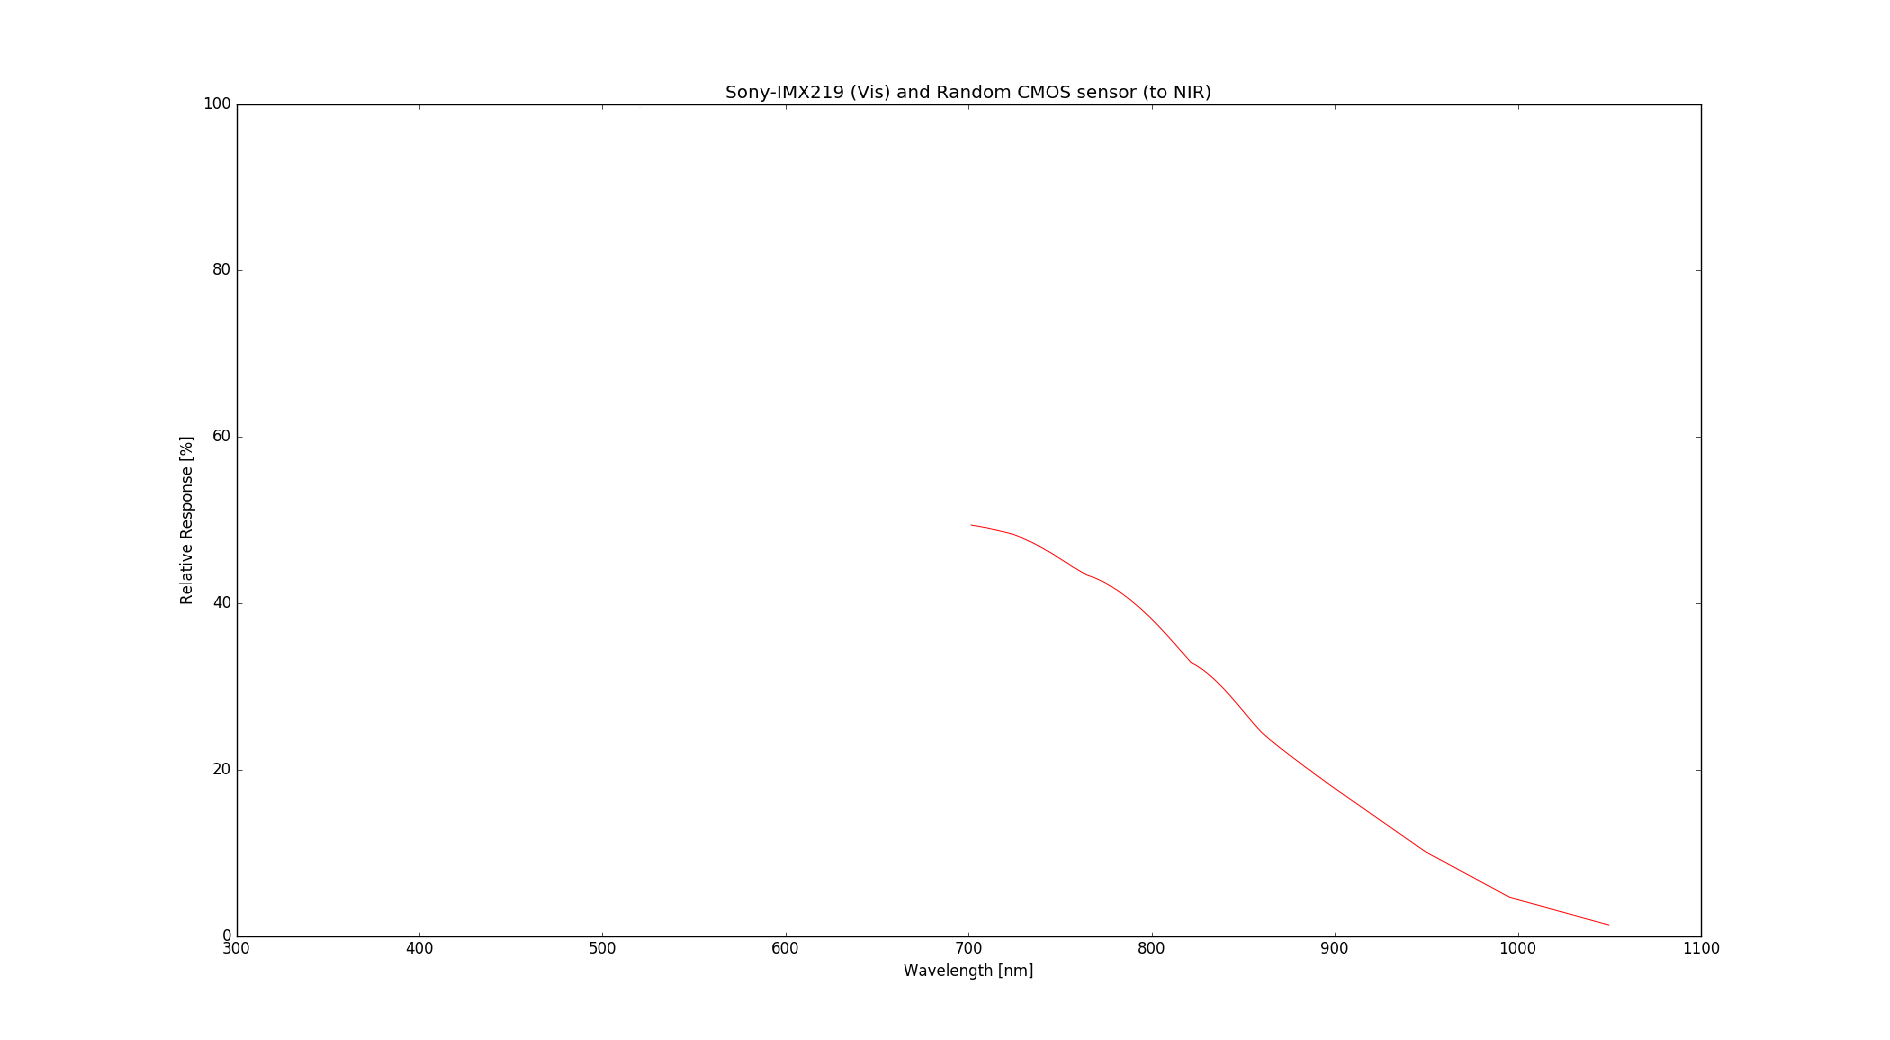 Sony-IMX219 (Vis) and Random CMOS sensor (to NIR)
100
80
60
40
20
0
Relative Response [%]
300 400 500 600 700 800 900 1000 1100
Wavelength [nm]